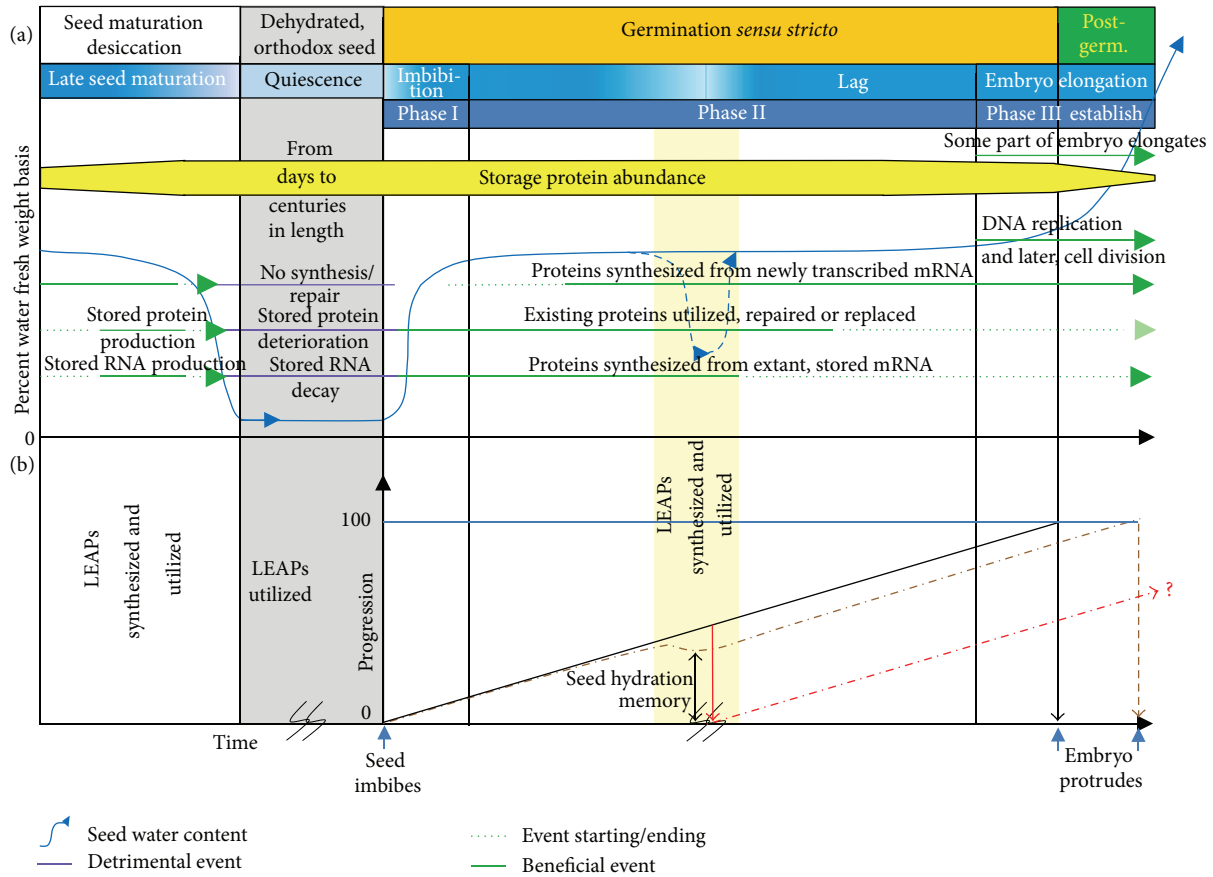 (a)
Seed maturation
desiccation
Dehydrated,
orthodox seed
Germination sensu stricto
Post-
germ.
Late seed maturation
Quiescence
Imbibi-
tion
Lag
Embryo elongation
Phase I
Phase II
Phase III establish
Some part of embryo elongates
From
days to
centuries
in length
Storage protein abundance
DNA replication
and later, cell division
No synthesis/
repair
Proteins synthesized from newly transcribed mRNA
Stored protein
production
Stored protein
deterioration
Existing proteins utilized, repaired or replaced
Stored RNA production
Stored RNA
decay
Proteins synthesized from extant, stored mRNA
Percent water fresh weight basis
0
(b)
LEAPs
synthesized and
utilized
LEAPs
utilized
Progression
100
0
LEAPs
synthesized and
utilized
Seed hydration
memory
?
Time
Seed
imbibes
Embryo
protrudes
Seed water content
Detrimental event
Event starting/ending
Beneficial event